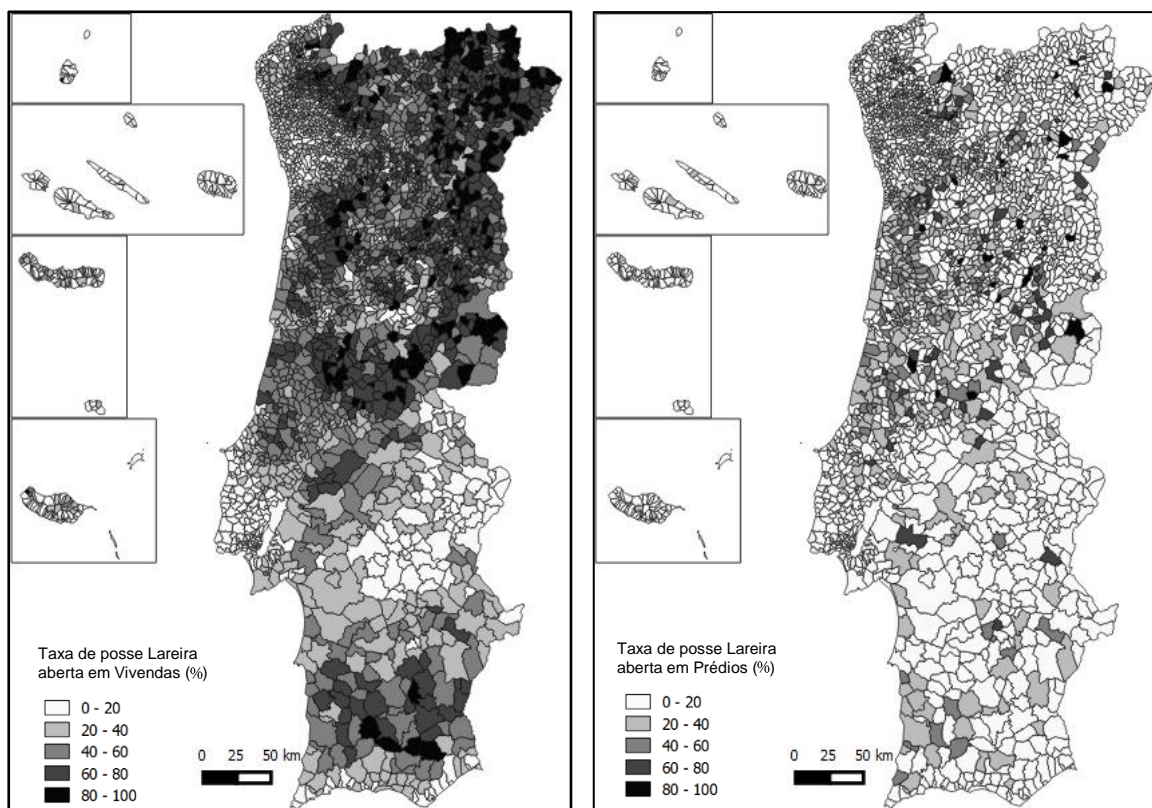 Taxa de posse Lareira
aberta em Vivendas (%)
0 - 20
20 - 40
40 - 60
60 - 80
80 - 100
0 25 50 km
Taxa de posse Lareira
aberta em Prédios (%)
0 - 20
20 - 40
40 - 60
60 - 80
80 - 100
0 25 50 km